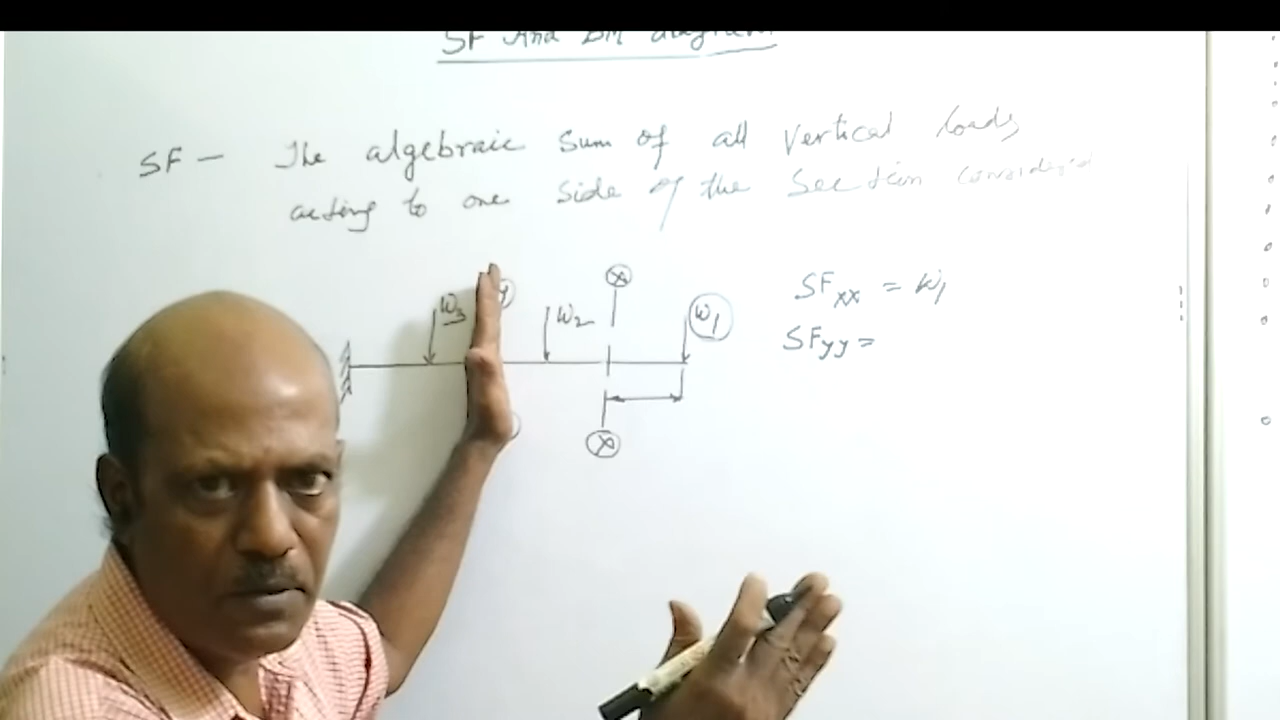 SF And BM diagram
SF - The algebraic Sum of all Vertical loads
acting to one side of the Section considered
W3 y W2 X W1
X
SFxx = W1
SFyy =